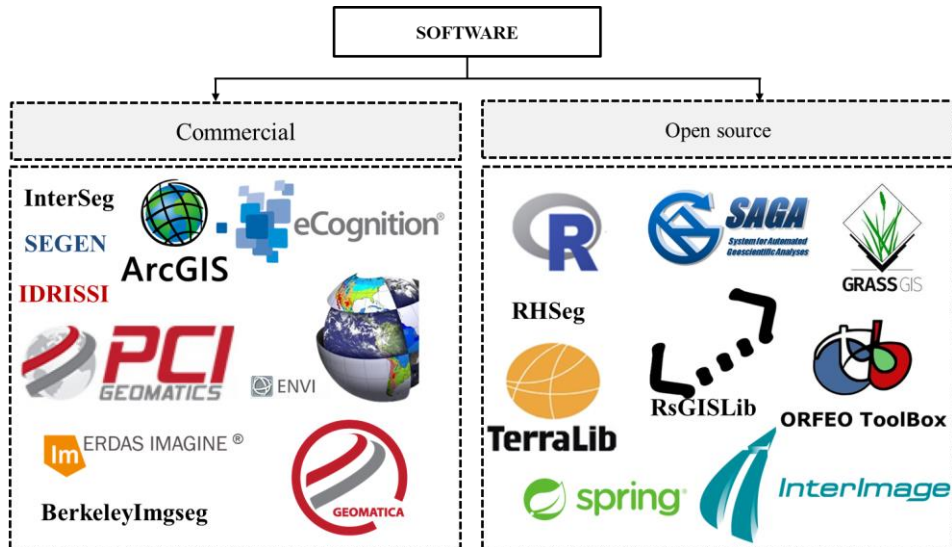 SOFTWARE
Commercial
InterSeg
SEGEN
IDRISSI
ArcGIS
eCognition®
PCI
GEOMATICS
ENVI
Im
ERDAS IMAGINE ®
BerkeleyImgseg
GEOMATICA
Open source
R
SAGA
System for Automated
Geoscientific Analyses
GRASS GIS
RHSeg
TerraLib
RsGISLib
ORFEO ToolBox
spring®
InterImage